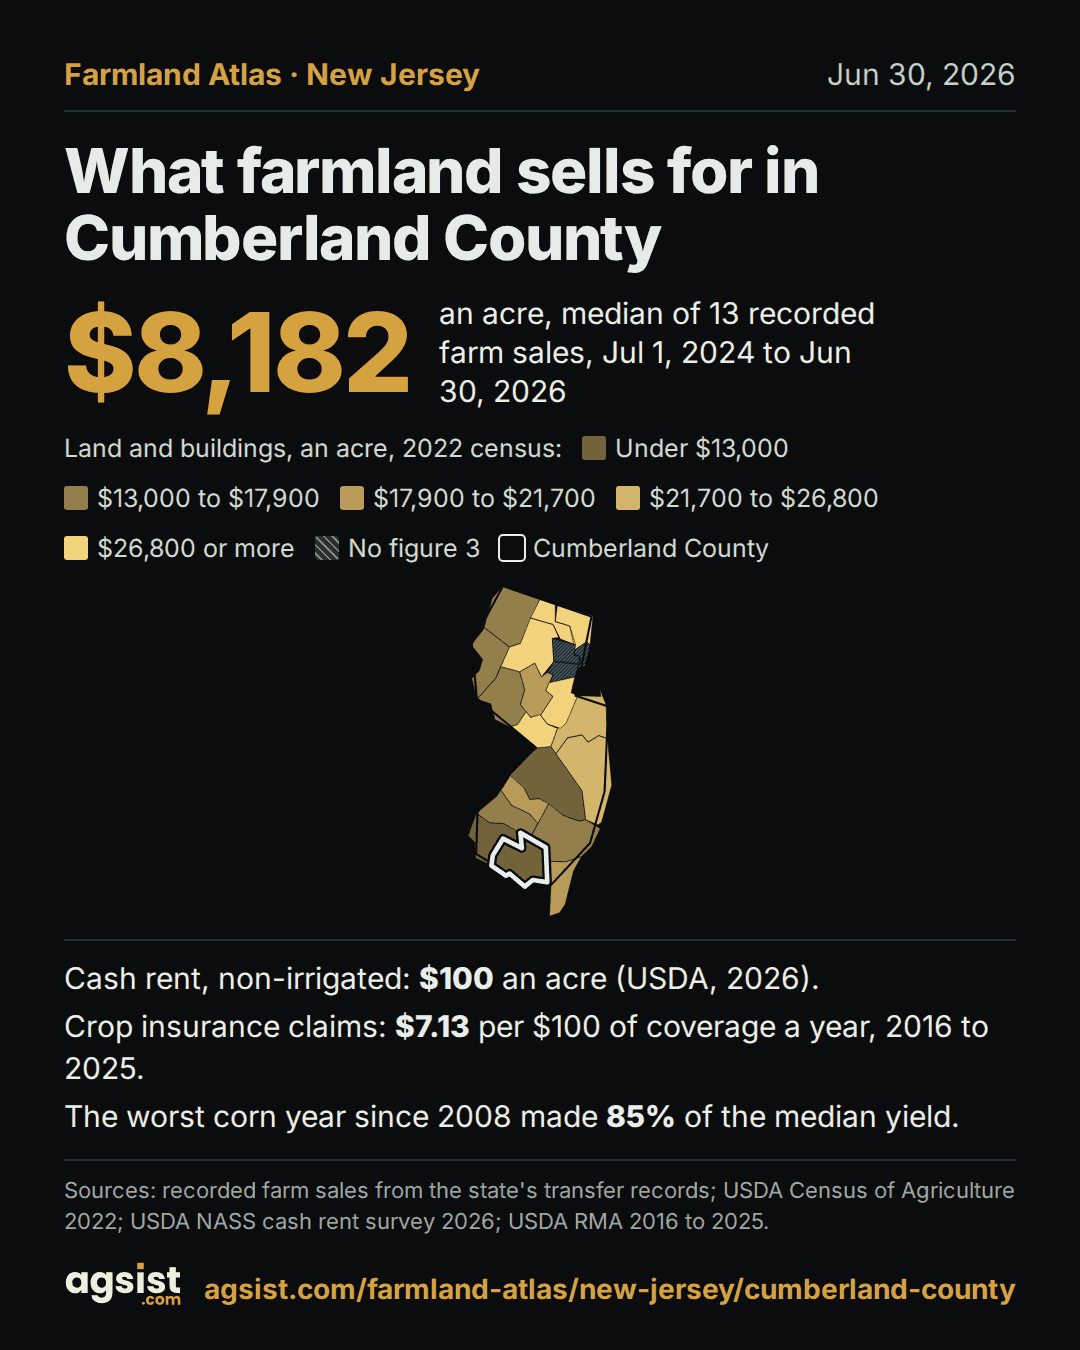 Farmland Atlas · New Jersey
Jun 30, 2026
What farmland sells for in
Cumberland County
$8,182
an acre, median of 13 recorded
farm sales, Jul 1, 2024 to Jun
30, 2026
Land and buildings, an acre, 2022 census: Under $13,000
$13,000 to $17,900 $17,900 to $21,700 $21,700 to $26,800
$26,800 or more No figure 3 Cumberland County
Cash rent, non-irrigated: $100 an acre (USDA, 2026).
Crop insurance claims: $7.13 per $100 of coverage a year, 2016 to
2025.
The worst corn year since 2008 made 85% of the median yield.
Sources: recorded farm sales from the state's transfer records; USDA Census of Agriculture
2022; USDA NASS cash rent survey 2026; USDA RMA 2016 to 2025.
agsist
.com
agsist.com/farmland-atlas/new-jersey/cumberland-county